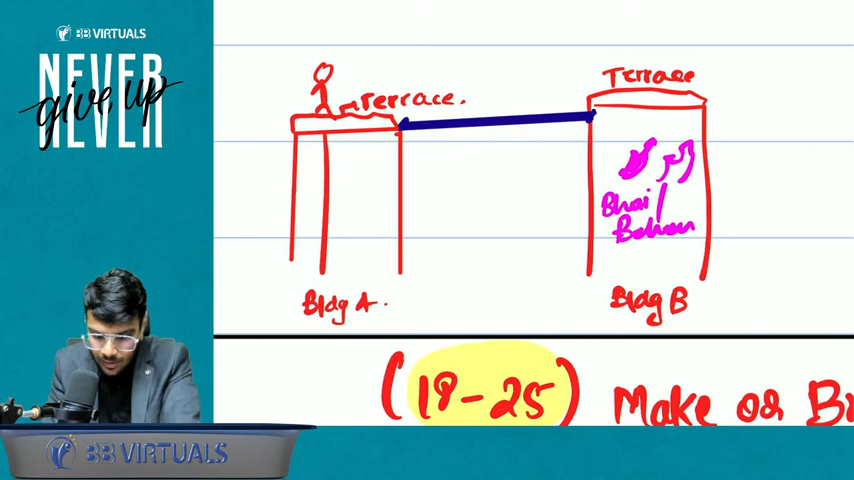 BB VIRTUALS
NEVER
give up
NEVER
Terrace.
Terrace
Bhai/
Behen
Bldg A.
Bldg B
(18-25) Make or Br
BB VIRTUALS